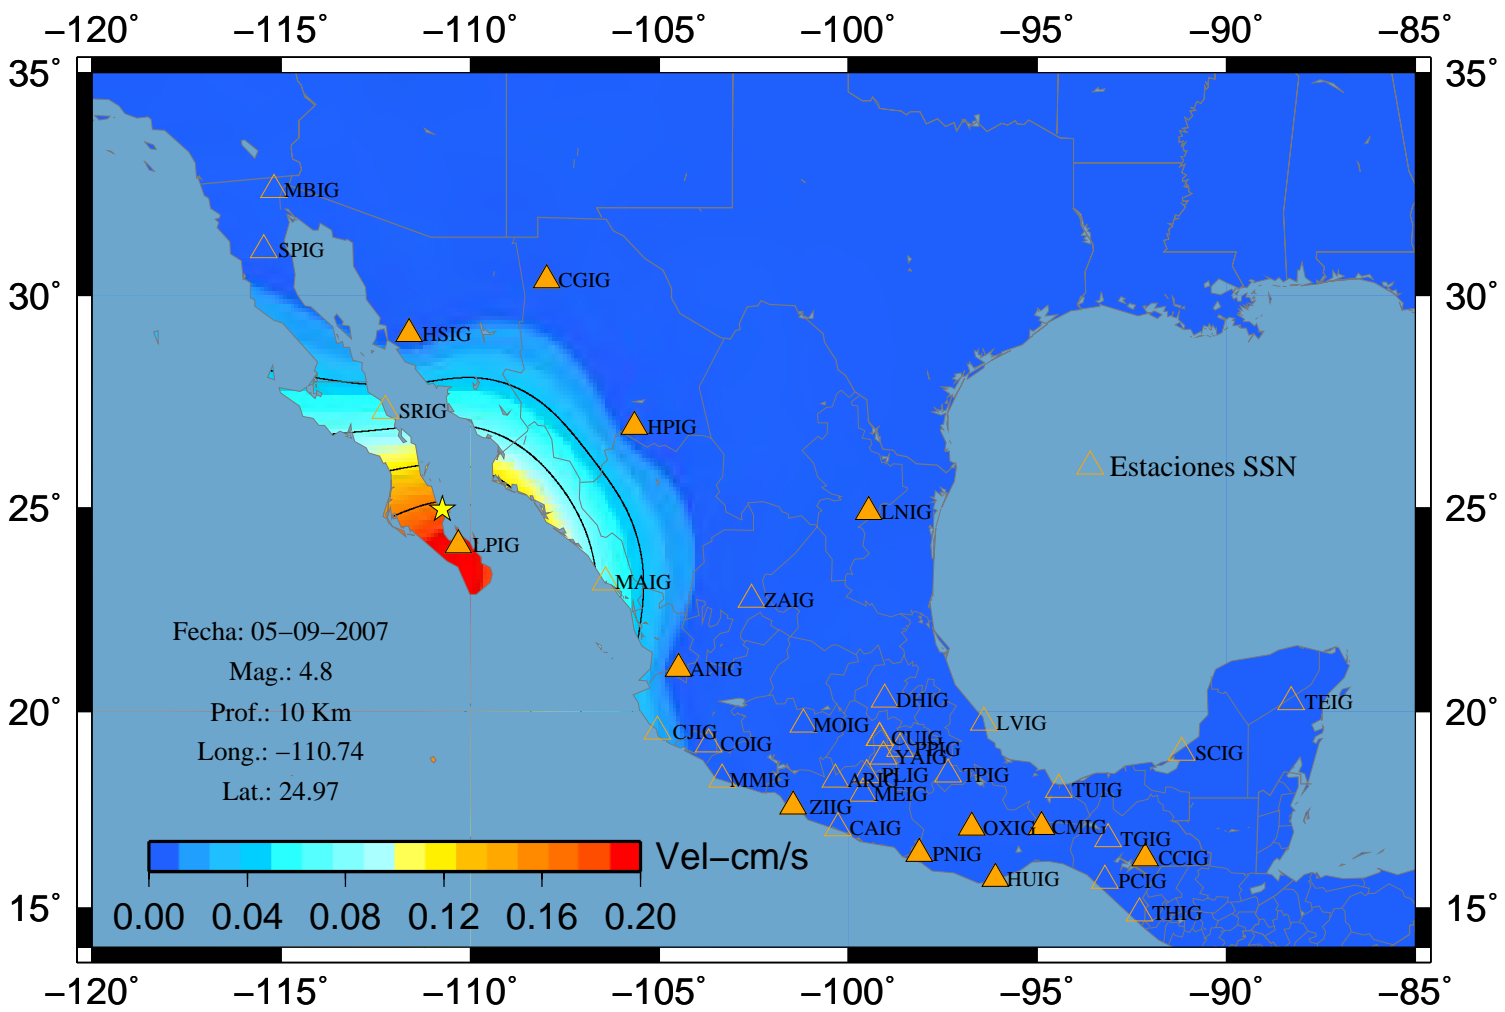 −120° −115° −110° −105° −100° −95° −90° −85°
35° 35°
MBIG
SPIG
CGIG
30° 30°
HSIG
SRIG
HPIG
Estaciones SSN
25° 25°
LNIG
LPIG
MAIG
ZAIG
Fecha: 05−09−2007
Mag.: 4.8
ANIG
DHIG
TEIG
Prof.: 10 Km
20° 20°
MOIG
LVIG
CJIG
COIG
CUIG
PPIG
SCIG
Long.: −110.74
YAIG
MMIG
ARIG
PLIG
TPIG
Lat.: 24.97
MEIG
TUIG
ZIIG
CAIG
OXIG
CMIG
TGIG
Vel−cm/s
PNIG
CCIG
HUIG
PCIG
0.00 0.04 0.08 0.12 0.16 0.20
THIG
15° 15°
−120° −115° −110° −105° −100° −95° −90° −85°